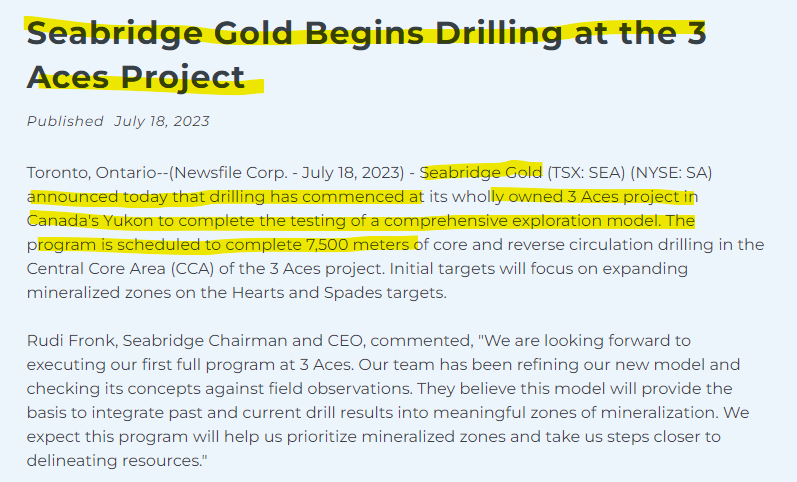 Seabridge Gold Begins Drilling at the 3
Aces Project
Published July 18, 2023
Toronto, Ontario--(Newsfile Corp. - July 18, 2023) - Seabridge Gold (TSX: SEA) (NYSE: SA)
announced today that drilling has commenced at its wholly owned 3 Aces project in
Canada's Yukon to complete the testing of a comprehensive exploration model. The
program is scheduled to complete 7,500 meters of core and reverse circulation drilling in the
Central Core Area (CCA) of the 3 Aces project. Initial targets will focus on expanding
mineralized zones on the Hearts and Spades targets.
Rudi Fronk, Seabridge Chairman and CEO, commented, "We are looking forward to
executing our first full program at 3 Aces. Our team has been refining our new model and
checking its concepts against field observations. They believe this model will provide the
basis to integrate past and current drill results into meaningful zones of mineralization. We
expect this program will help us prioritize mineralized zones and take us steps closer to
delineating resources."